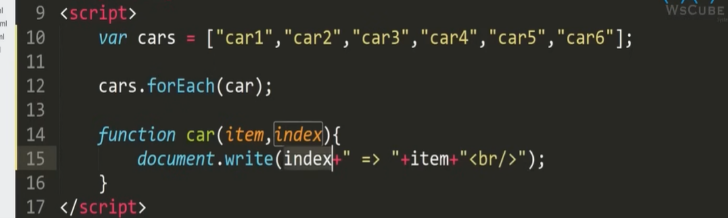 WSCUBE
9 <script>
10 var cars = ["car1","car2","car3","car4","car5","car6"];
11
12 cars.forEach(car);
13
14 function car(item,index){
15 document.write(index+" => "+item+"<br/>");
16 }
17 </script>